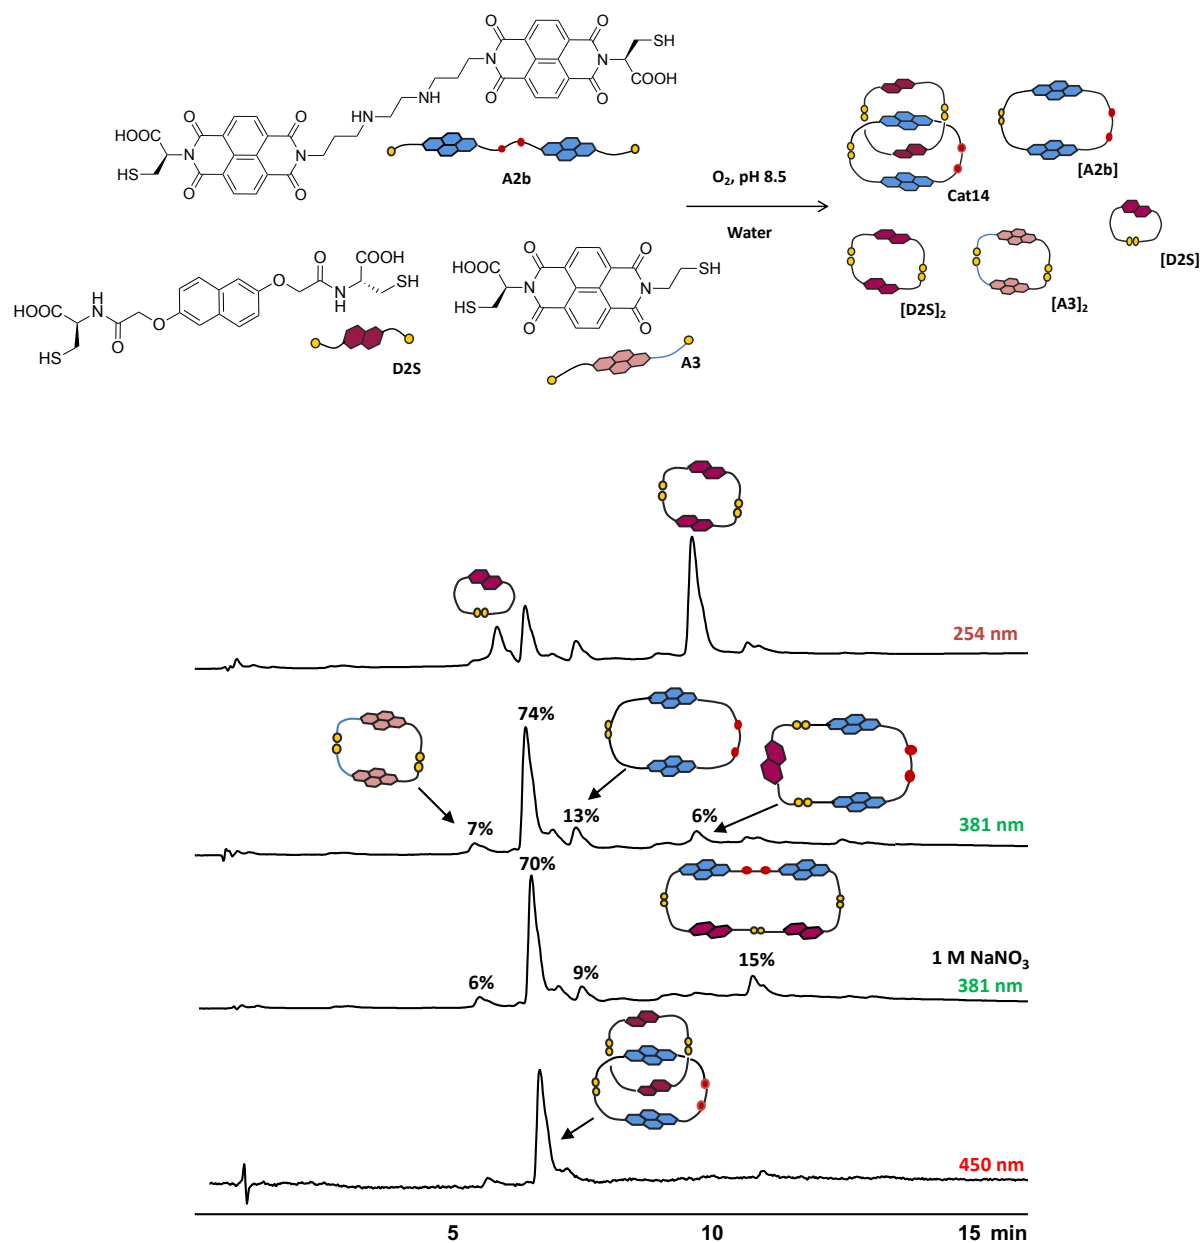 O O
N
O O
NH
HN
O O
N N
O O
SH
COOH
HOOC
O O
N N
O O
HS
A2b
O₂, pH 8.5
Water
Cat14
[A2b]
[D2S]₂
[A3]₂
[D2S]
HOOC
H
N
O
HS
O
O
O
N
H
COOH
SH
D2S
HOOC
HS
O O
N N
O O
SH
A3
254 nm
74%
7%
13%
6%
381 nm
70%
6%
9%
15%
1 M NaNO₃
381 nm
450 nm
5 10 15 min